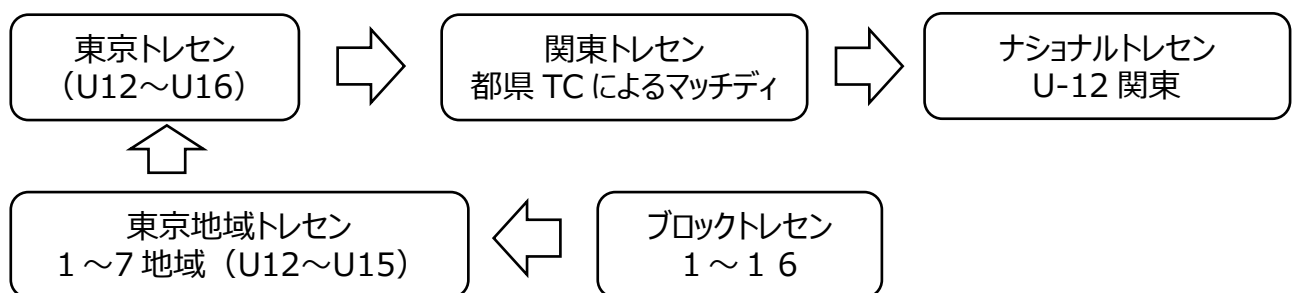 東京トレセン
（U12～U16）
関東トレセン
都県 TC によるマッチディ
ナショナルトレセン
U-12 関東
東京地域トレセン
１～7 地域（U12～U15）
ブロックトレセン
１～１６